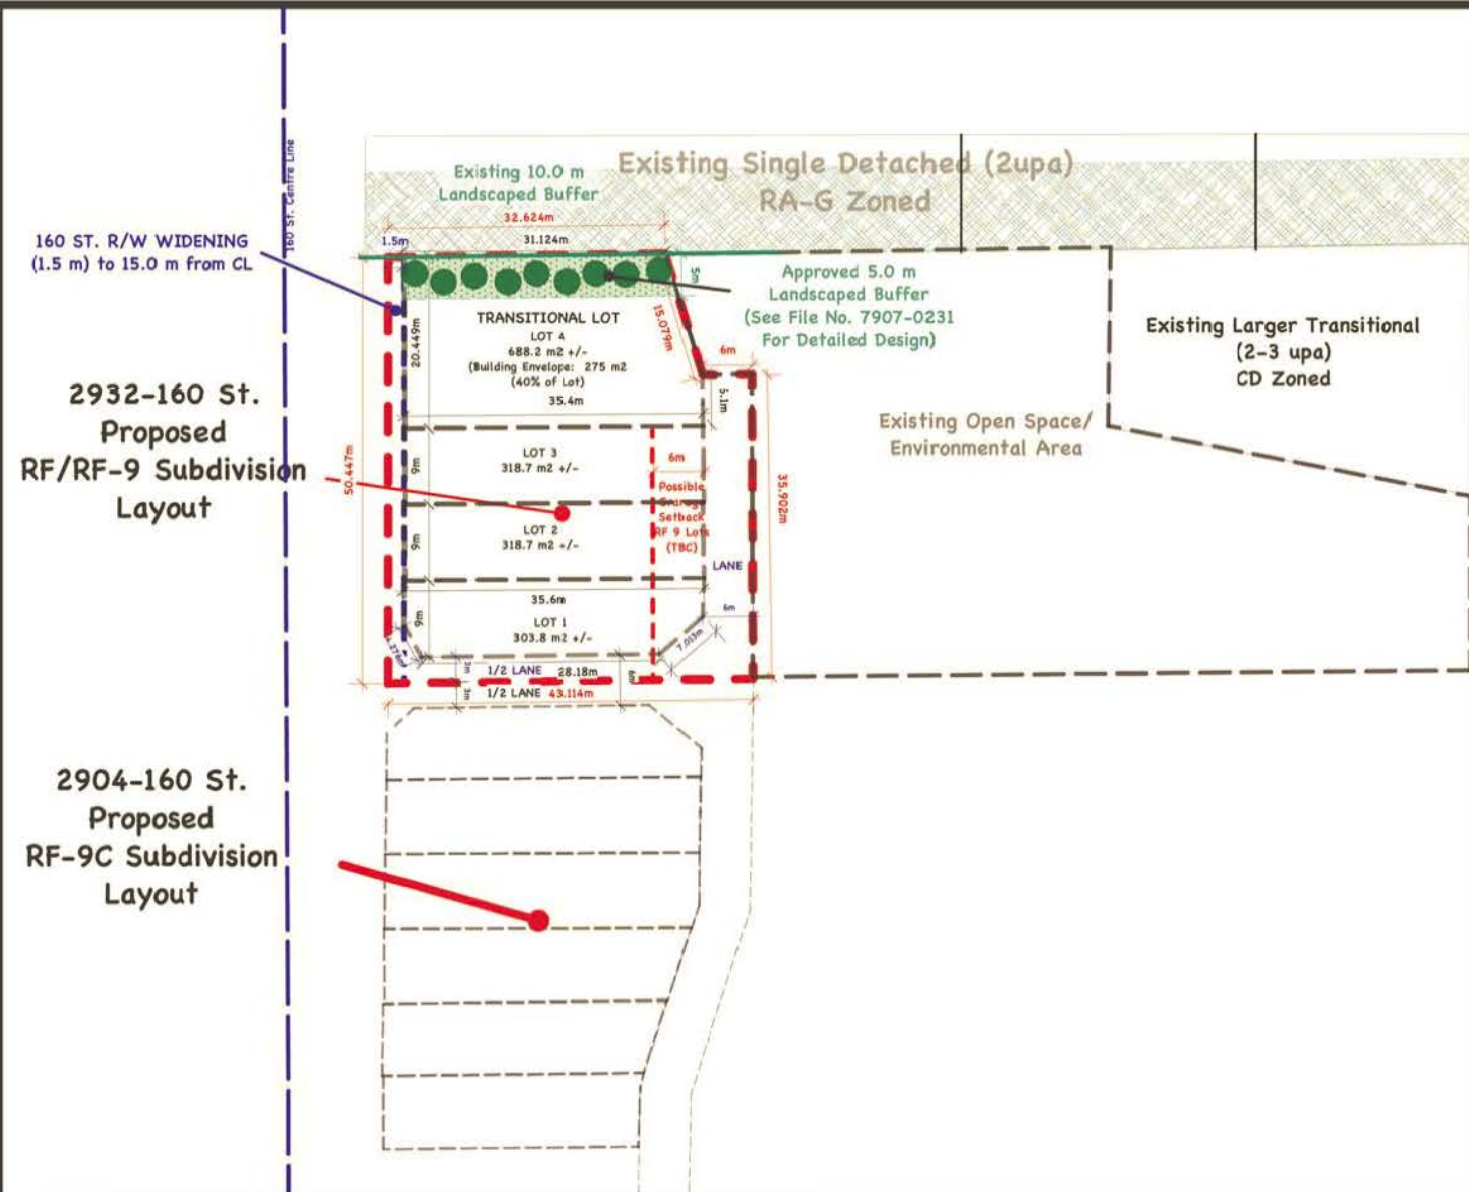 160 St. Centre Line
Existing Single Detached (2upa)
RA-G Zoned
Existing 10.0 m
Landscaped Buffer
32.624m
1.5m
31.124m
160 ST. R/W WIDENING
(1.5 m) to 15.0 m from CL
5m
Approved 5.0 m
Landscaped Buffer
(See File No. 7907-0231
For Detailed Design)
TRANSITIONAL LOT
LOT 4
688.2 m2 +/-
(Building Envelope: 275 m2
(40% of Lot)
35.4m
20.449m
15.079m
6m
5.1m
Existing Larger Transitional
(2-3 upa)
CD Zoned
Existing Open Space/
Environmental Area
2932-160 St.
Proposed
RF/RF-9 Subdivision
Layout
50.447m
LOT 3
318.7 m2 +/-
9m
6m
Possible
Setback
RF 9 Lots
(TBC)
35.902m
LOT 2
318.7 m2 +/-
9m
LANE
35.6m
LOT 1
303.8 m2 +/-
9m
6m
7.013m
3m
1/2 LANE 28.18m
6m
3m
1/2 LANE 43.114m
2904-160 St.
Proposed
RF-9C Subdivision
Layout